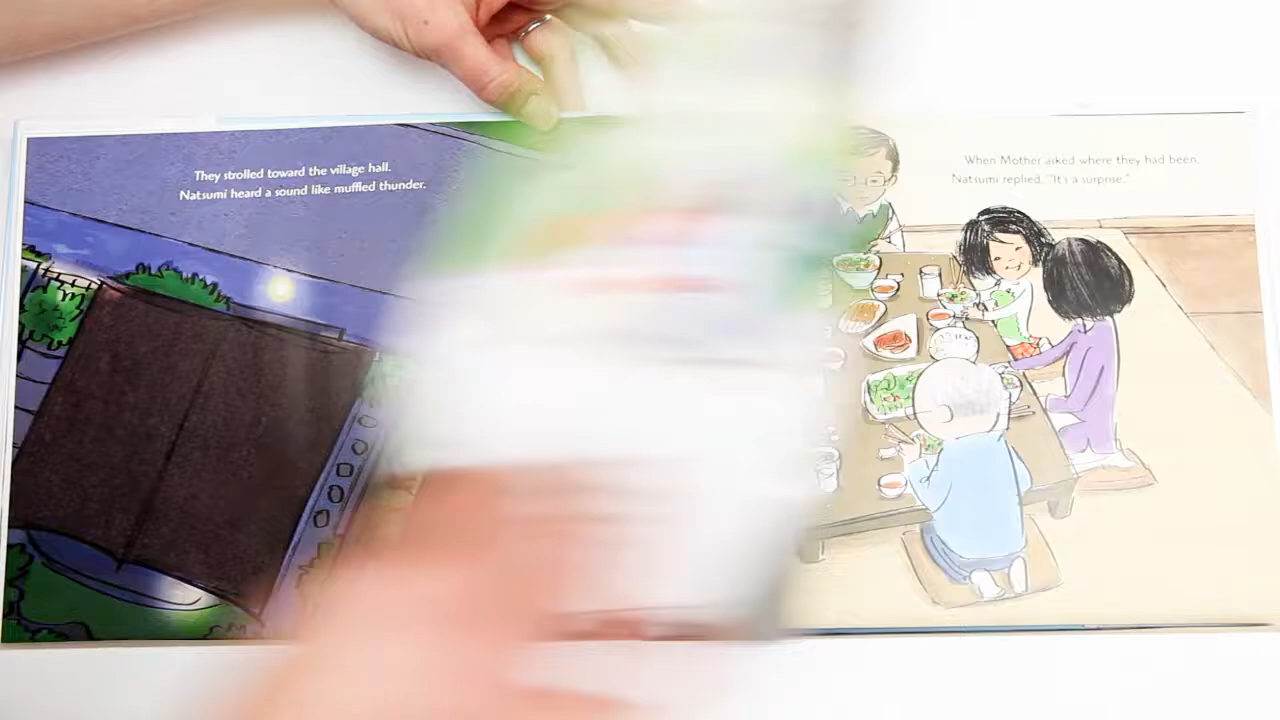 They strolled toward the village hall.
Natsumi heard a sound like muffled thunder.
When Mother asked where they had been,
Natsumi replied, "It's a surprise."